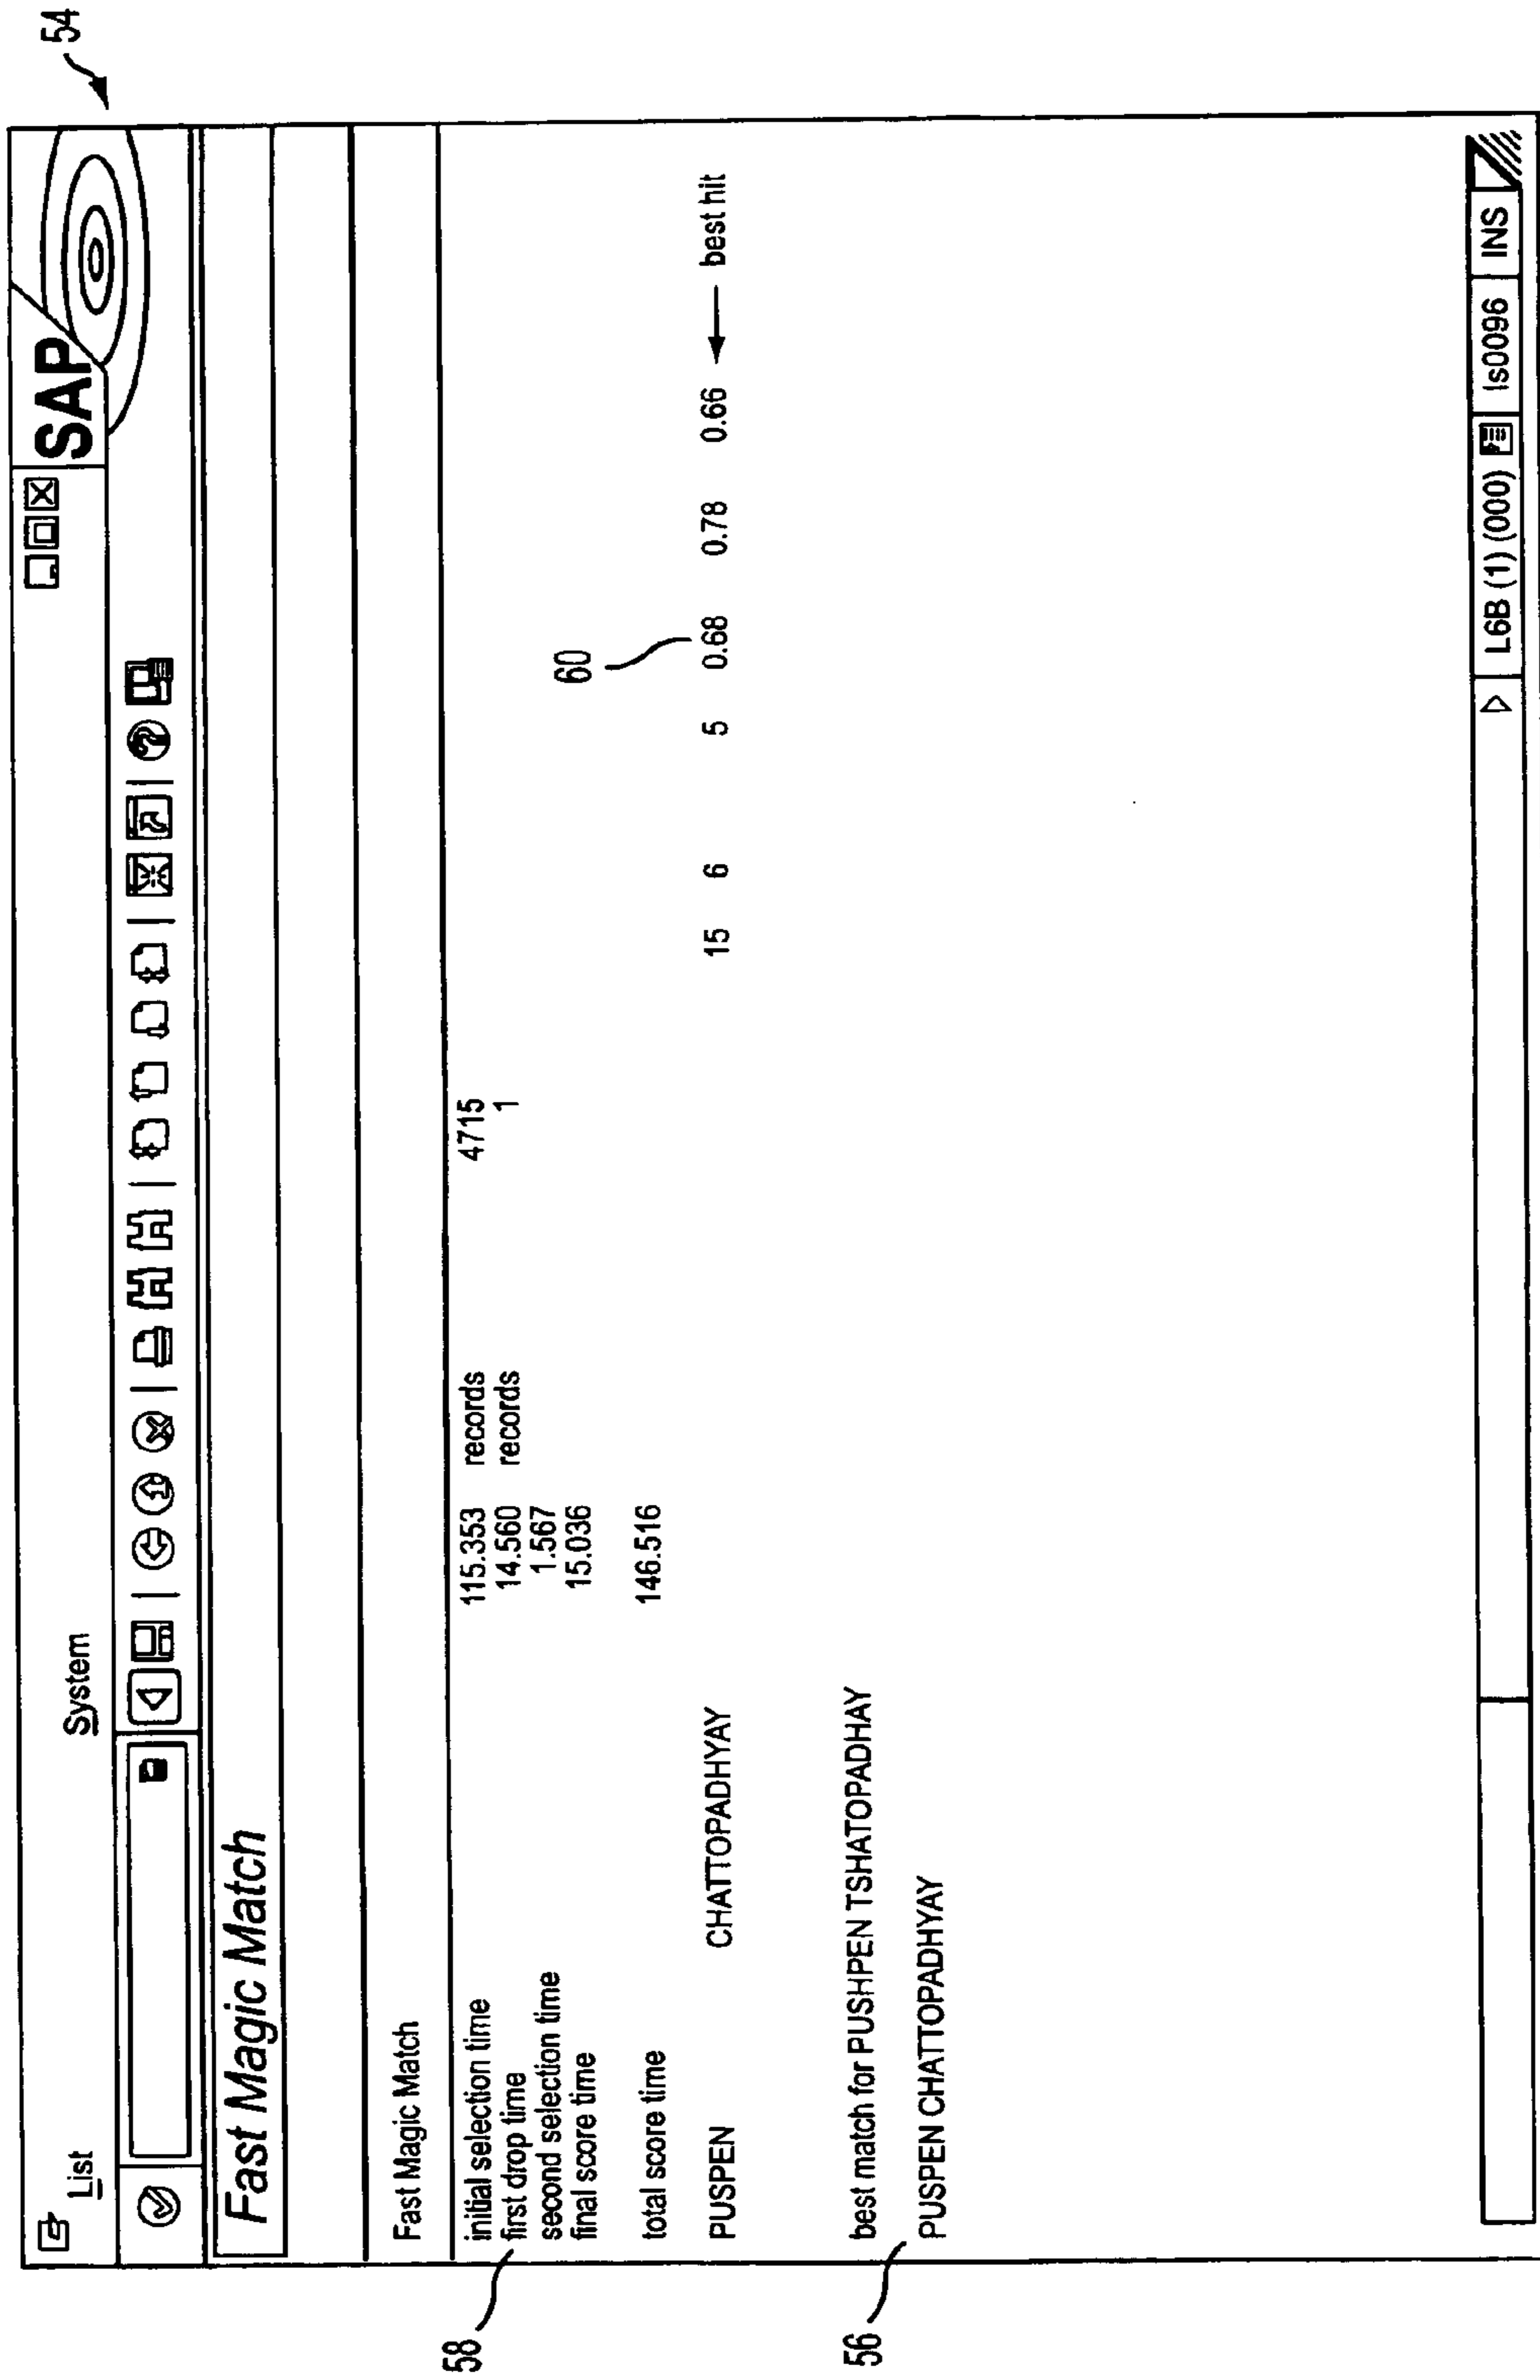 54
SAP
List System
Fast Magic Match
Fast Magic Match
58
initial selection time 115.353 records 4715
first drop time 14.560 records 1
second selection time 1.567
final score time 15.036
total score time 146.516
60
PUSPEN CHATTOPADHYAY 15 6 5 0.68 0.78 0.66 best hit
56
best match for PUSHPEN TSHATOPADHAY
PUSPEN CHATTOPADHYAY
L6B (1) (000) ls0096 INS